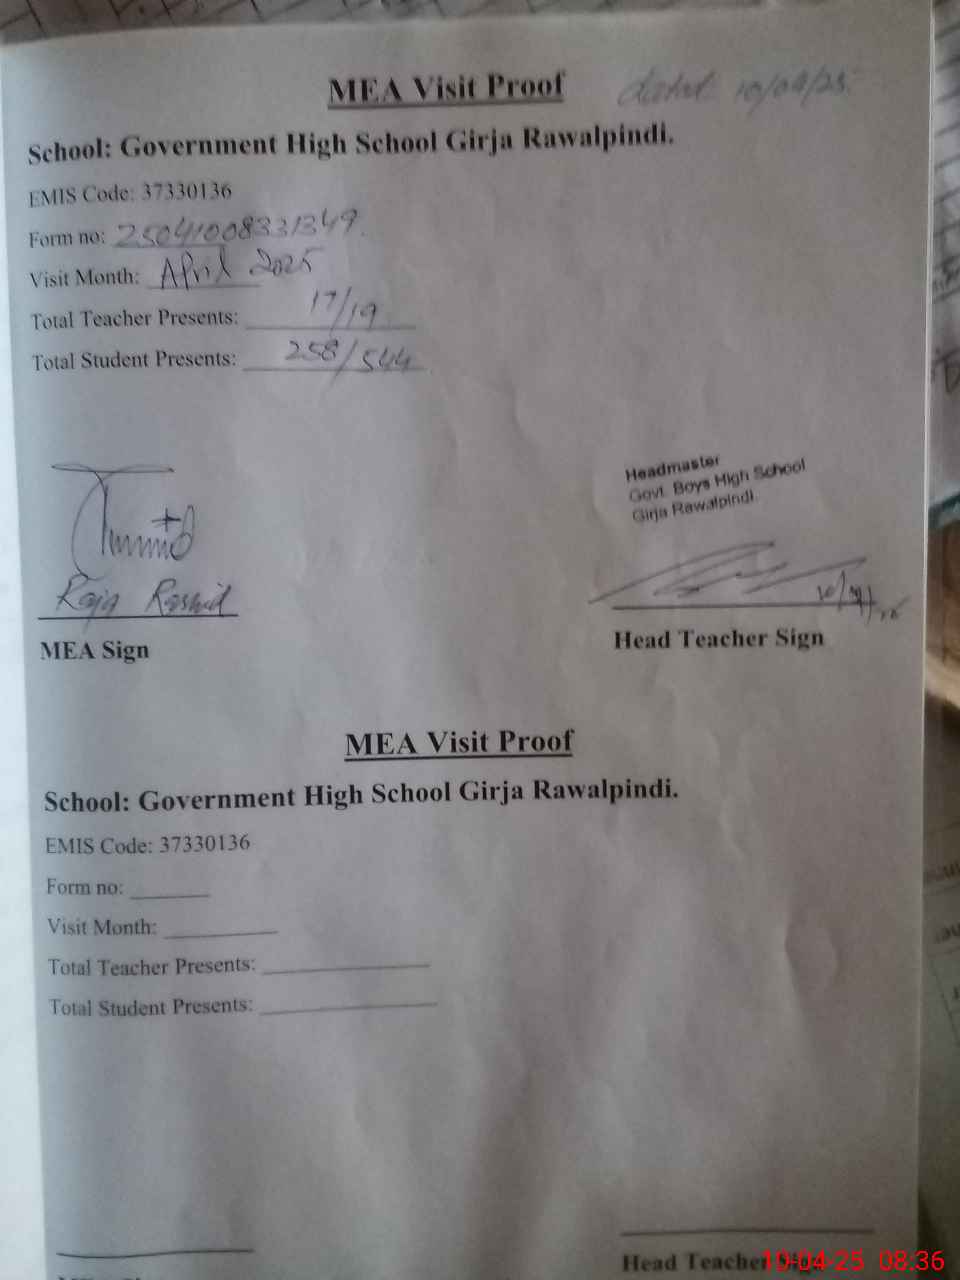 MEA Visit Proof
dated: 10/04/25.
School: Government High School Girja Rawalpindi.
EMIS Code: 37330136
Form no: 25041008331349.
Visit Month: April 2025
Total Teacher Presents: 17/19
Total Student Presents: 258/544
Headmaster
Govt. Boys High School
Girja Rawalpindi.
Raja Rashid
MEA Sign
Head Teacher Sign
MEA Visit Proof
School: Government High School Girja Rawalpindi.
EMIS Code: 37330136
Form no:
Visit Month:
Total Teacher Presents:
Total Student Presents:
Head Teacher
10-04-25 08:36